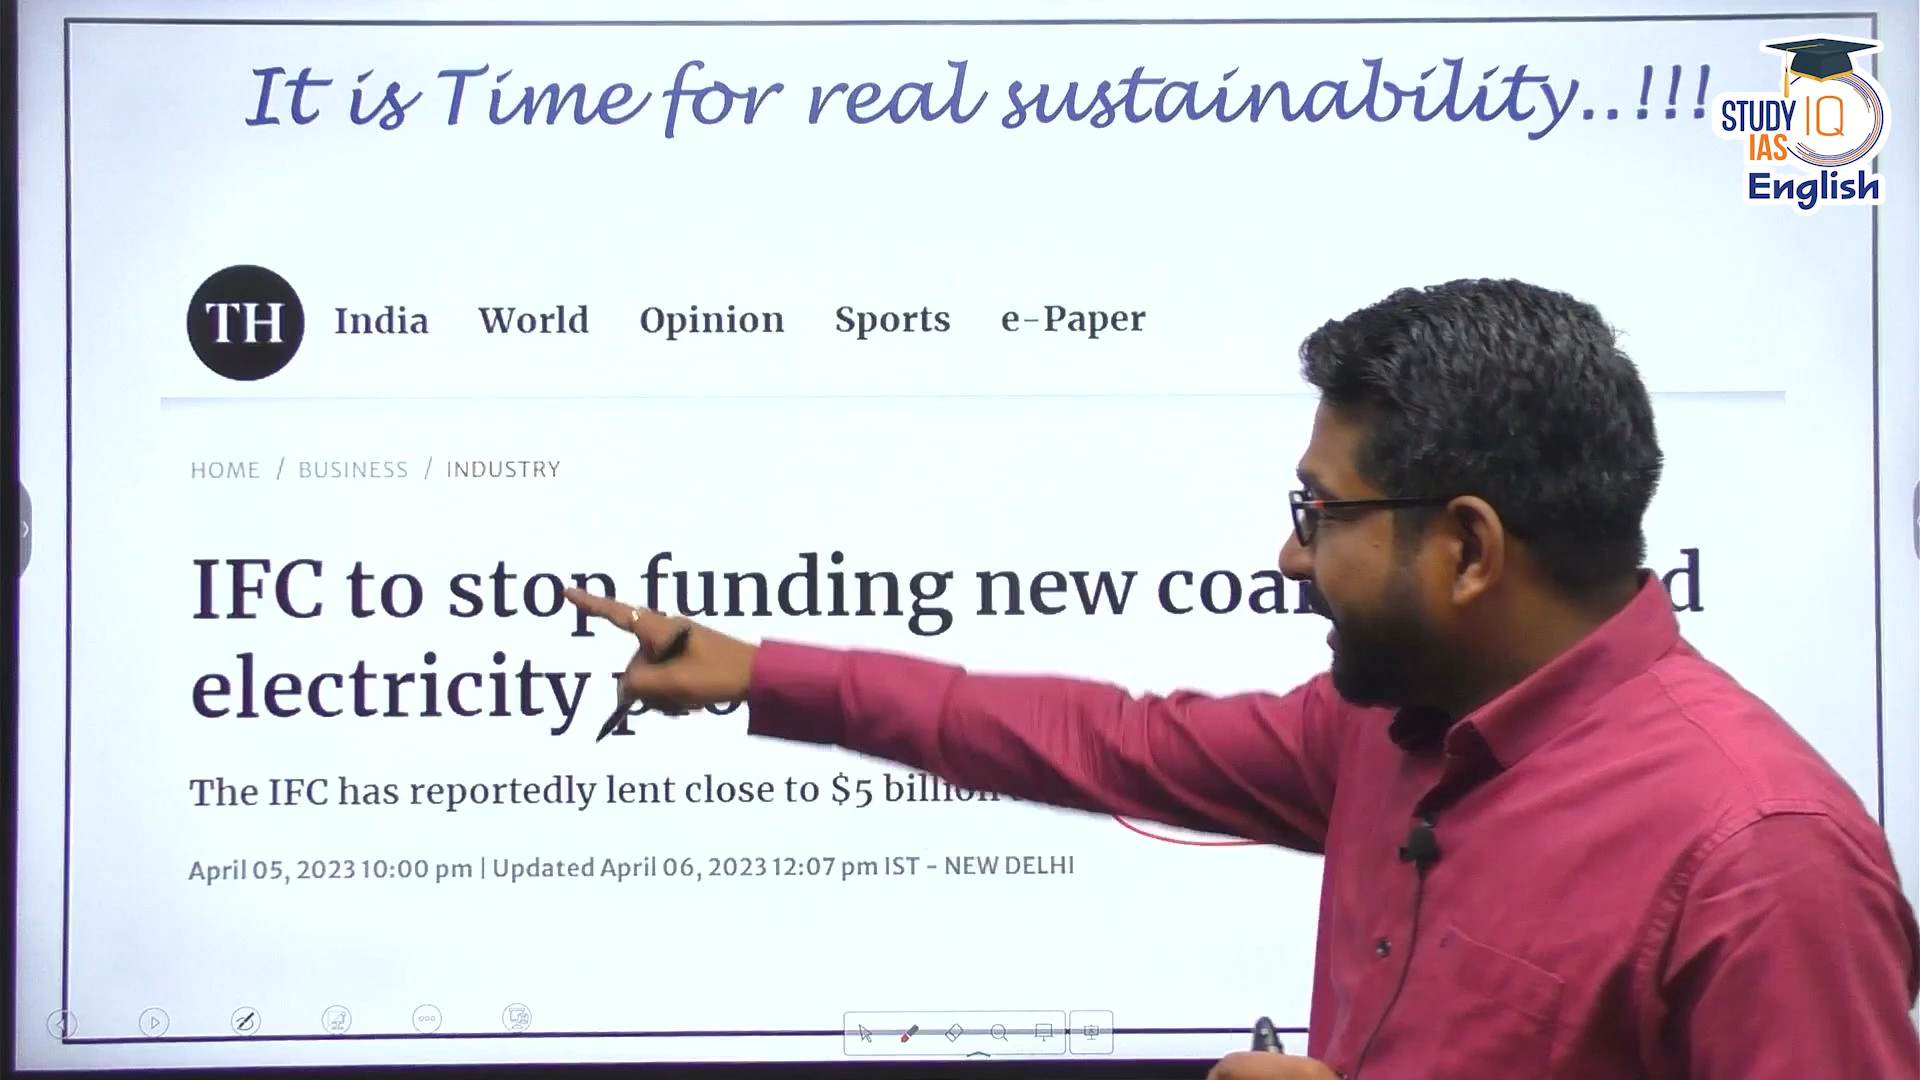 It is Time for real sustainability..!!!
STUDY IQ
IAS
English
TH India World Opinion Sports e-Paper
HOME / BUSINESS / INDUSTRY
IFC to stop funding new
electricity
The IFC has reportedly lent close to $5 billion
April 05, 2023 10:00 pm | Updated April 06, 2023 12:07 pm IST - NEW DELHI